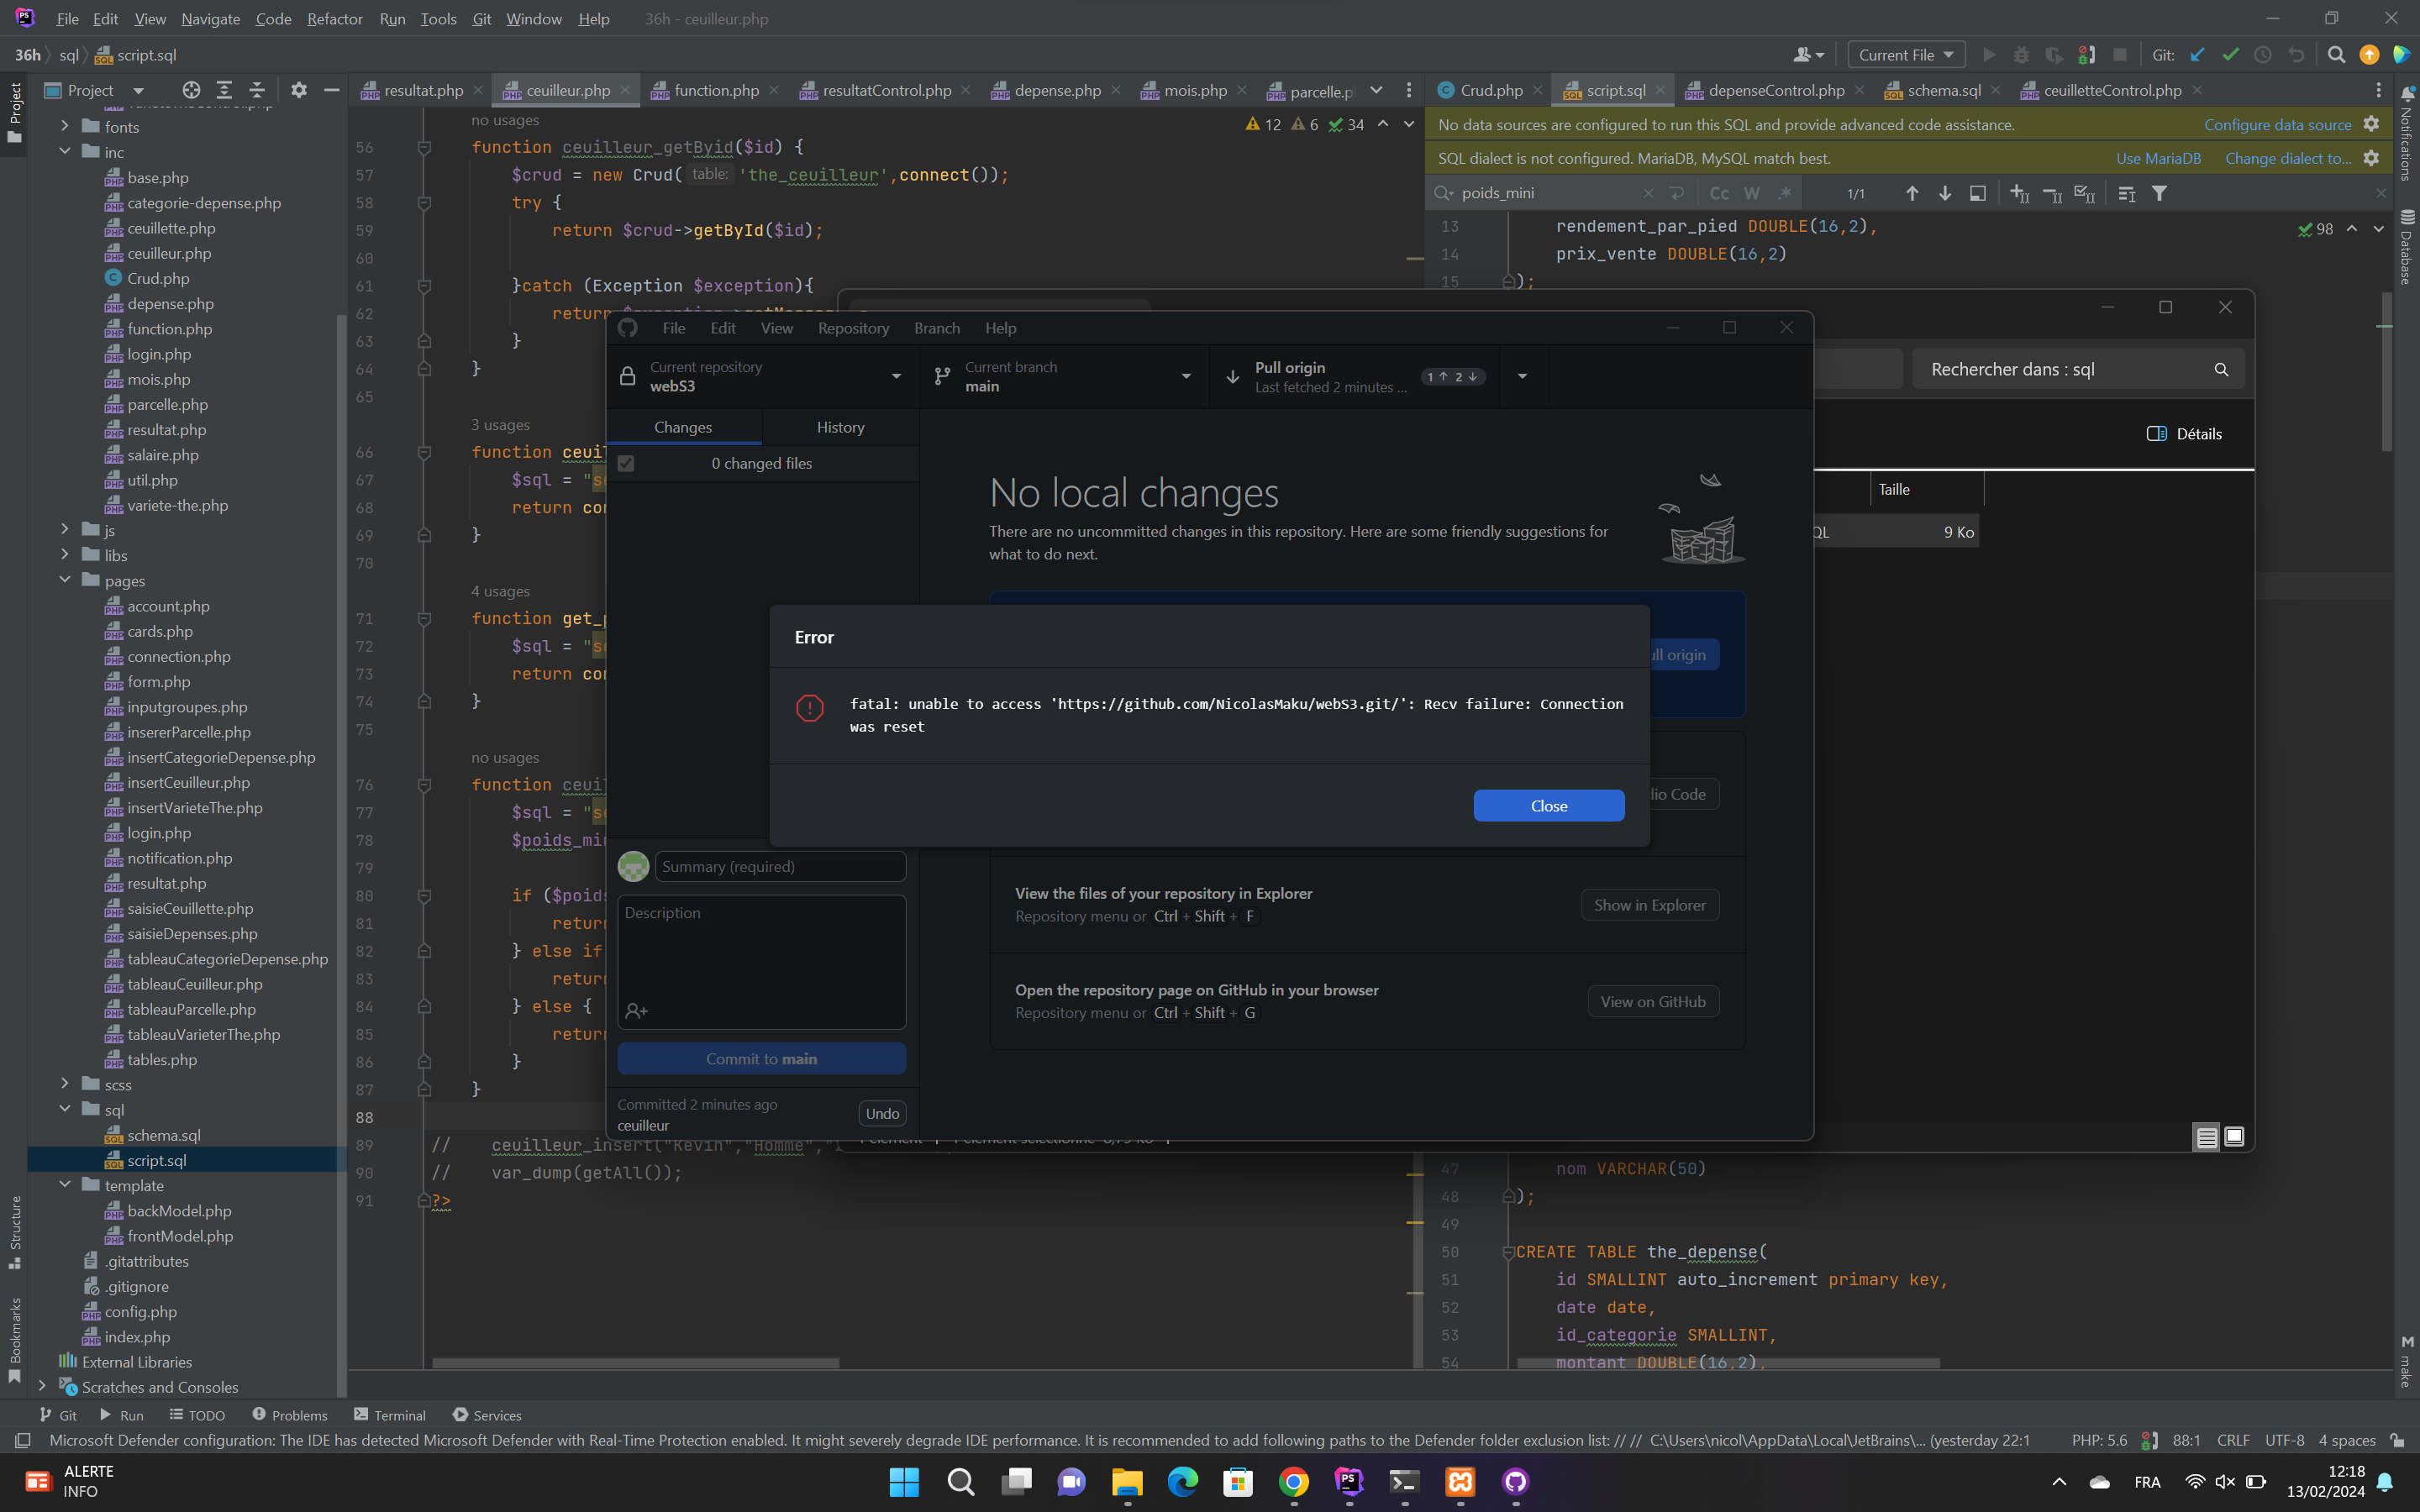 File Edit View Navigate Code Refactor Run Tools Git Window Help 36h - ceuilleur.php
36h sql script.sql
Current File
Git:
Project
resultat.php
ceuilleur.php
function.php
resultatControl.php
depense.php
mois.php
parcelle.p
Crud.php
script.sql
depenseControl.php
schema.sql
ceuilletteControl.php
Project
Structure
Bookmarks
Notifications
Database
make
fonts
inc
base.php
categorie-depense.php
ceuillette.php
ceuilleur.php
Crud.php
depense.php
function.php
login.php
mois.php
parcelle.php
resultat.php
salaire.php
util.php
variete-the.php
js
libs
pages
account.php
cards.php
connection.php
form.php
inputgroupes.php
insererParcelle.php
insertCategorieDepense.php
insertCeuilleur.php
insertVarieteThe.php
login.php
notification.php
resultat.php
saisieCeuillette.php
saisieDepenses.php
tableauCategorieDepense.php
tableauCeuilleur.php
tableauParcelle.php
tableauVarieterThe.php
tables.php
scss
sql
schema.sql
script.sql
template
backModel.php
frontModel.php
.gitattributes
.gitignore
config.php
index.php
External Libraries
Scratches and Consoles
12 6 34
no usages
56 function ceuilleur_getByid($id) {
57 $crud = new Crud( table: 'the_ceuilleur',connect());
58 try {
59 return $crud->getById($id);
60
61 }catch (Exception $exception){
62 return
63 }
64 }
65
3 usages
66 function ceui
67 $sql = "se
68 return co
69 }
70
4 usages
71 function get_p
72 $sql = "se
73 return co
74 }
75
no usages
76 function ceui
77 $sql = "se
78 $poids_mi
79
80 if ($poids
81 retur
82 } else if
83 retur
84 } else {
85 retur
86 }
87 }
88
89 // ceuilleur_insert("Kevin","Homme",
90 // var_dump(getAll());
91 ?>
No data sources are configured to run this SQL and provide advanced code assistance. Configure data source
SQL dialect is not configured. MariaDB, MySQL match best. Use MariaDB Change dialect to...
poids_mini Cc W .* 1/1
98
13 rendement_par_pied DOUBLE(16,2),
14 prix_vente DOUBLE(16,2)
15 );
47 nom VARCHAR(50)
48 );
49
50 CREATE TABLE the_depense(
51 id SMALLINT auto_increment primary key,
52 date date,
53 id_categorie SMALLINT,
54 montant DOUBLE(16,2),
Rechercher dans : sql
Détails
Taille
QL 9 Ko
File Edit View Repository Branch Help
Current repository
webS3
Current branch
main
Pull origin
Last fetched 2 minutes ...
1 2
Changes History
0 changed files
No local changes
There are no uncommitted changes in this repository. Here are some friendly suggestions for
what to do next.
ull origin
Error
fatal: unable to access 'https://github.com/NicolasMaku/webS3.git/': Recv failure: Connection
was reset
Close
dio Code
View the files of your repository in Explorer
Repository menu or Ctrl + Shift + F
Show in Explorer
Open the repository page on GitHub in your browser
Repository menu or Ctrl + Shift + G
View on GitHub
Summary (required)
Description
Commit to main
Committed 2 minutes ago
ceuilleur
Undo
Git Run TODO Problems Terminal Services
Microsoft Defender configuration: The IDE has detected Microsoft Defender with Real-Time Protection enabled. It might severely degrade IDE performance. It is recommended to add following paths to the Defender folder exclusion list: // // C:\Users\nicol\AppData\Local\JetBrains\... (yesterday 22:1
PHP: 5.6 88:1 CRLF UTF-8 4 spaces
ALERTE
INFO
FRA
12:18
13/02/2024